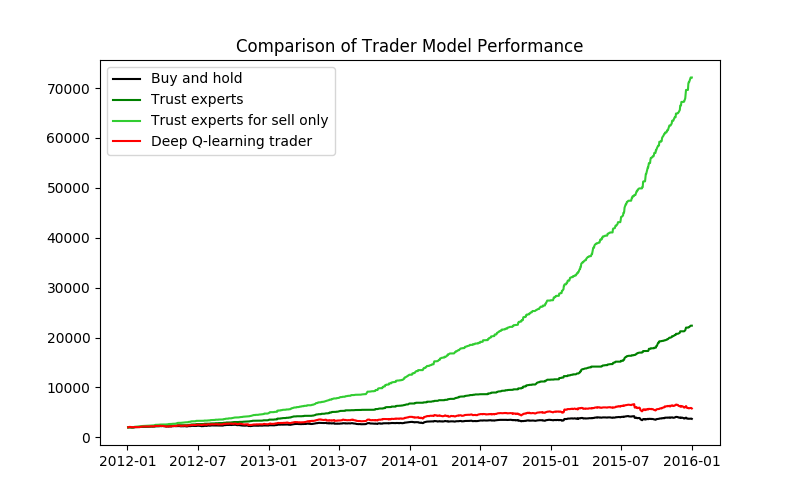 Comparison of Trader Model Performance
Buy and hold
Trust experts
Trust experts for sell only
Deep Q-learning trader
70000
60000
50000
40000
30000
20000
10000
0
2012-01 2012-07 2013-01 2013-07 2014-01 2014-07 2015-01 2015-07 2016-01